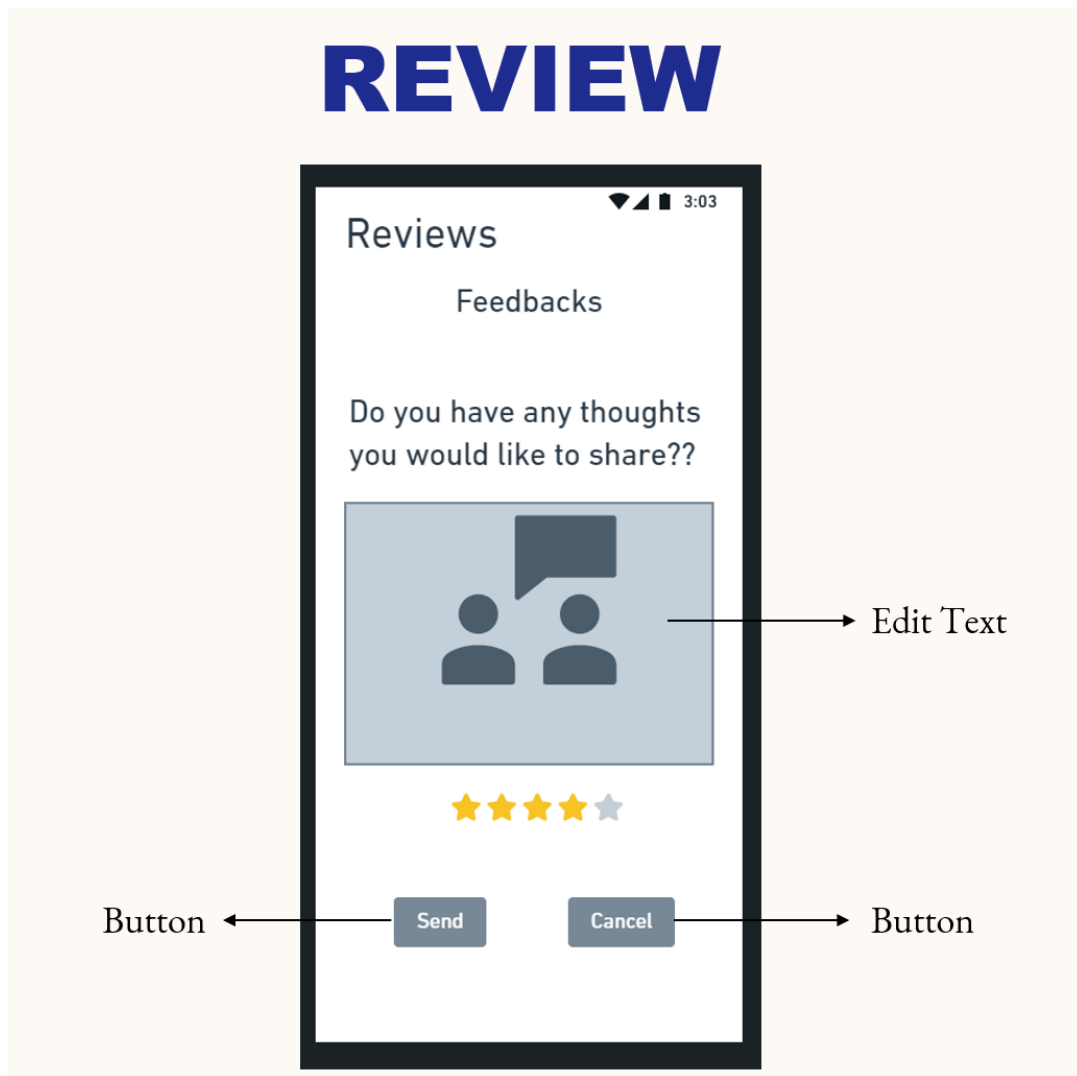 REVIEW
3:03
Reviews
Feedbacks
Do you have any thoughts
you would like to share??
Edit Text
Button
Send
Cancel
Button